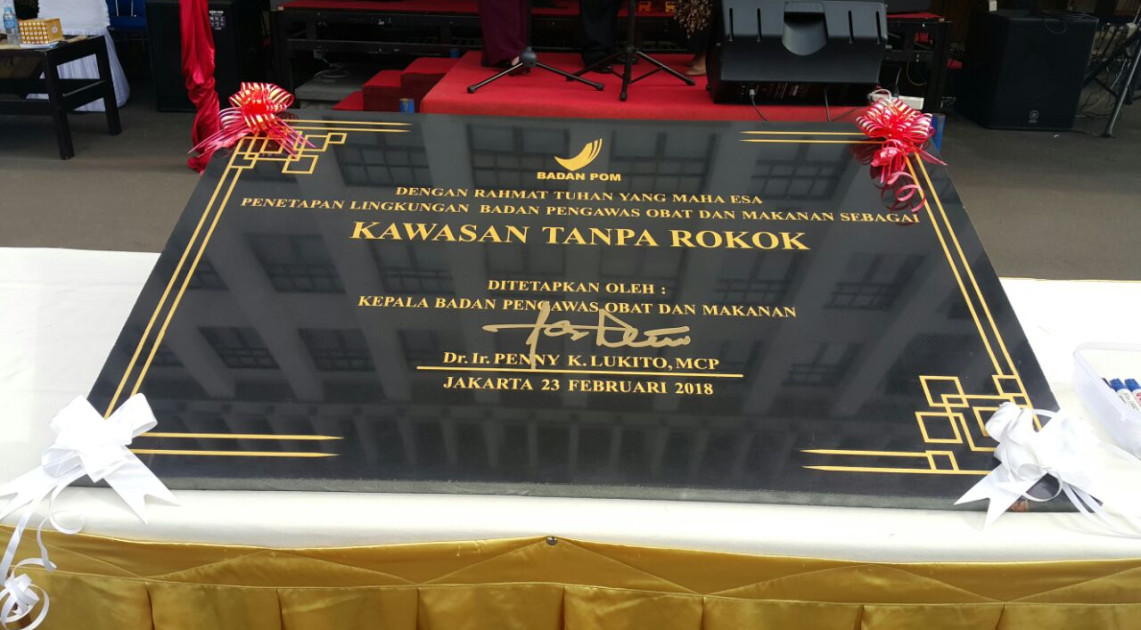 BADAN POM
DENGAN RAHMAT TUHAN YANG MAHA ESA
PENETAPAN LINGKUNGAN BADAN PENGAWAS OBAT DAN MAKANAN SEBAGAI
KAWASAN TANPA ROKOK
DITETAPKAN OLEH :
KEPALA BADAN PENGAWAS OBAT DAN MAKANAN
Dr. Ir. PENNY K. LUKITO, MCP
JAKARTA 23 FEBRUARI 2018